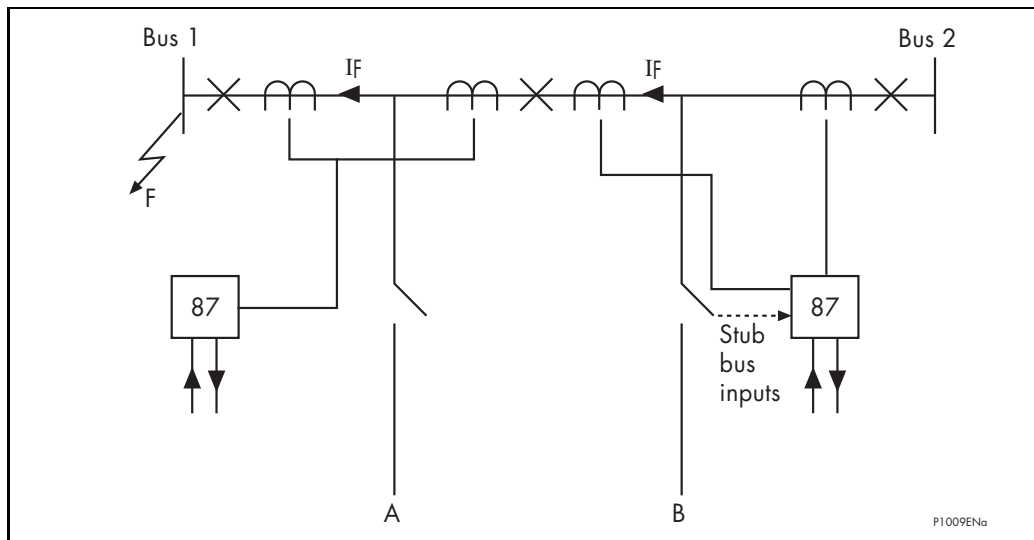 Bus 1
Bus 2
IF
IF
F
87
87
Stub
bus
inputs
A
B
P1009ENa